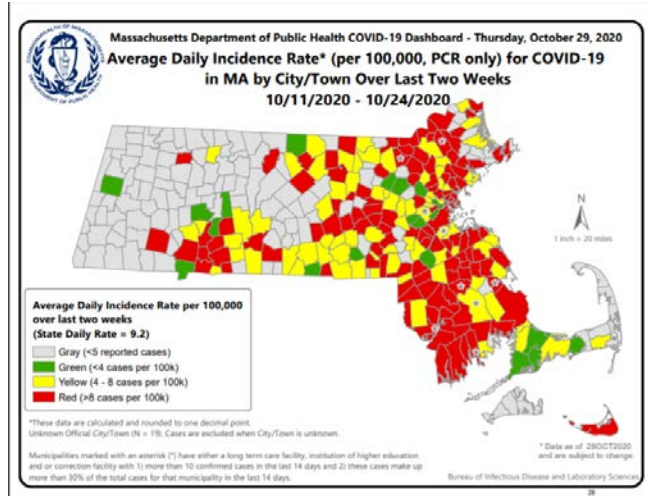 Massachusetts Department of Public Health COVID-19 Dashboard - Thursday, October 29, 2020
Average Daily Incidence Rate* (per 100,000, PCR only) for COVID-19
in MA by City/Town Over Last Two Weeks
10/11/2020 - 10/24/2020
N
1 inch = 20 miles
Average Daily Incidence Rate per 100,000
over last two weeks
(State Daily Rate = 9.2)
Gray (<5 reported cases)
Green (<4 cases per 100k)
Yellow (4 - 8 cases per 100k)
Red (>8 cases per 100k)
*These data are calculated and rounded to one decimal point.
Unknown Official City/Town (N = 19). Cases are excluded when City/Town is unknown.
Municipalities marked with an asterisk (*) have either a long term care facility, institution of higher education
and or correction facility with 1) more than 10 confirmed cases in the last 14 days and 2) these cases make up
more than 30% of the total cases for that municipality in the last 14 days.
* Data as of 28OCT2020
and are subject to change.
Bureau of Infectious Disease and Laboratory Sciences
28